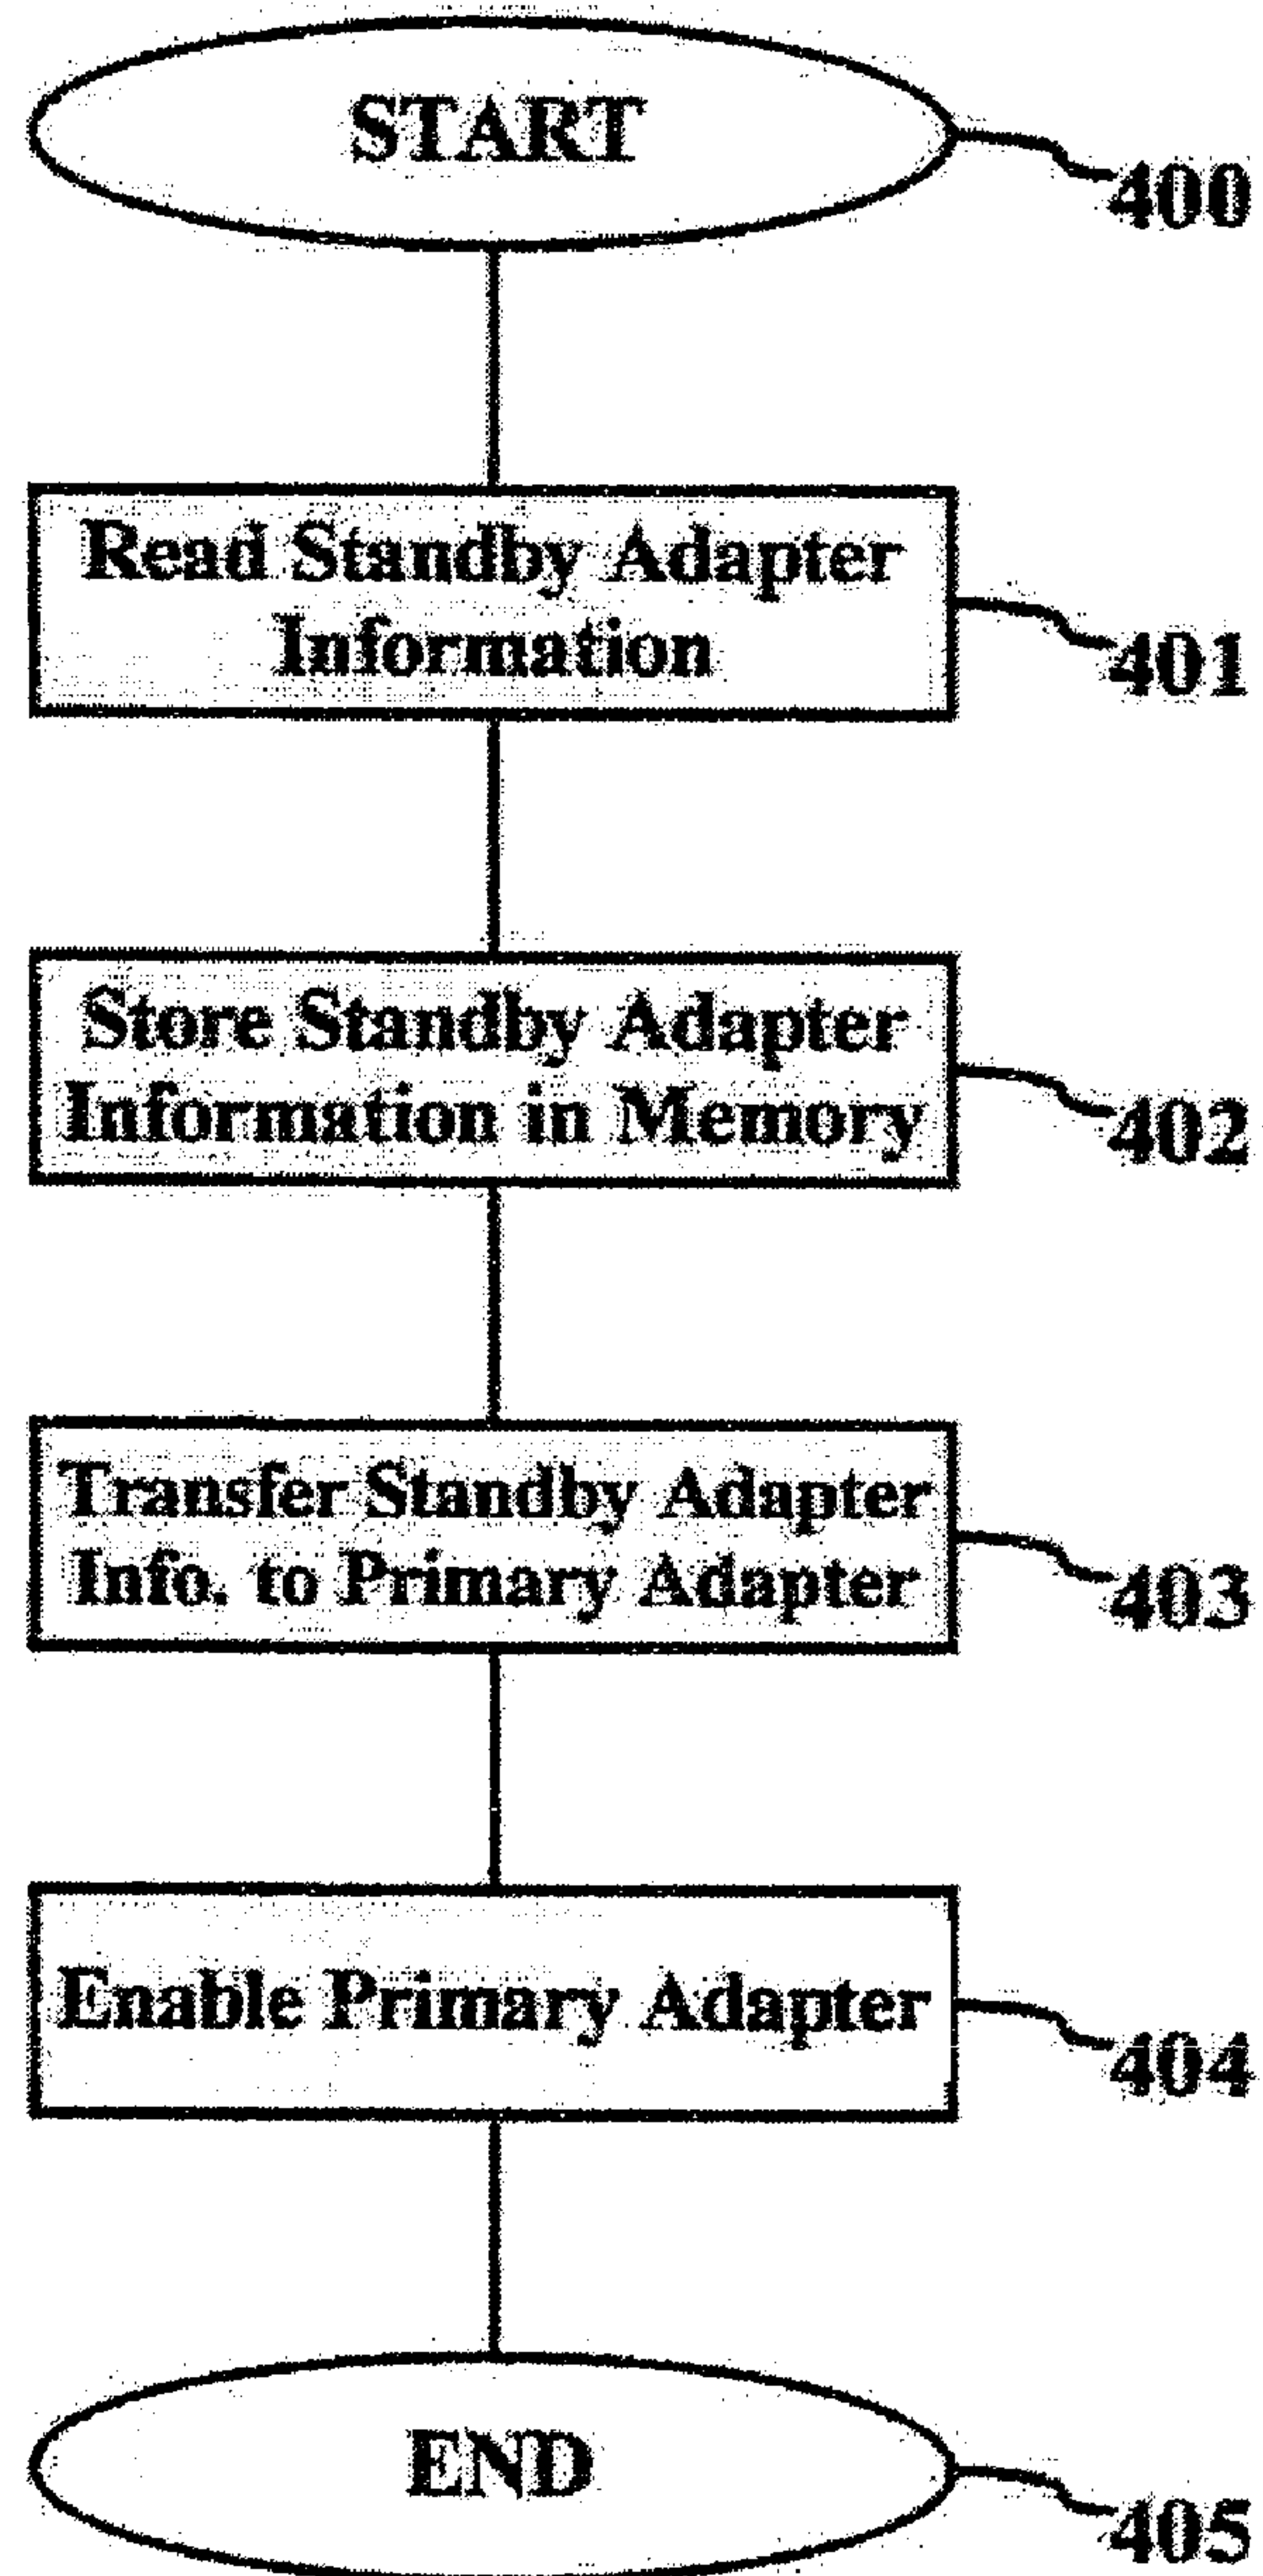 START
400
Read Standby Adapter
Information
401
Store Standby Adapter
Information in Memory
402
Transfer Standby Adapter
Info. to Primary Adapter
403
Enable Primary Adapter
404
END
405